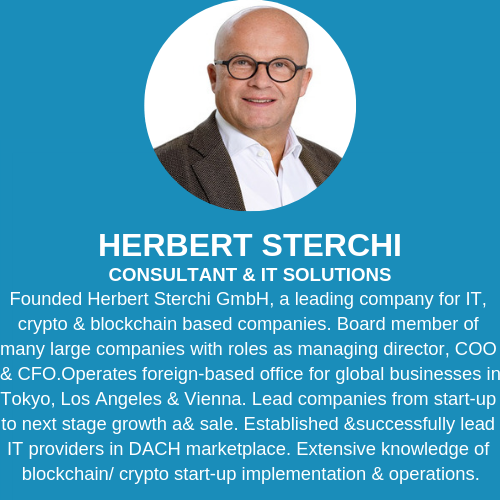 HERBERT STERCHI
CONSULTANT & IT SOLUTIONS
Founded Herbert Sterchi GmbH, a leading company for IT,
crypto & blockchain based companies. Board member of
many large companies with roles as managing director, COO
& CFO.Operates foreign-based office for global businesses in
Tokyo, Los Angeles & Vienna. Lead companies from start-up
to next stage growth a& sale. Established &successfully lead
IT providers in DACH marketplace. Extensive knowledge of
blockchain/ crypto start-up implementation & operations.